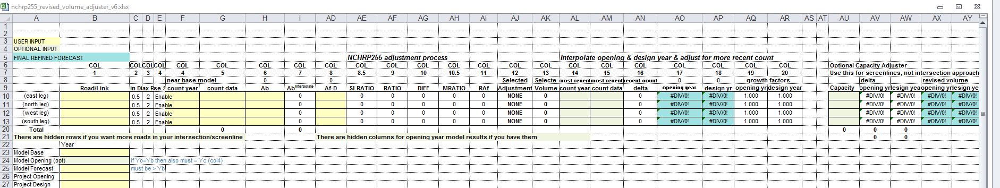 nchrp255_revised_volume_adjuster_v6.xlsx
A B C D E F G H I AD AE AF AG AH AI AJ AK AL AM AN AO AP AQ AR AS AT AU AV AW AX AY
1
2
3 USER INPUT
4 OPTIONAL INPUT
5 FINAL REFINED FORECAST NCHRP255 adjustment process Interpolate opening & design year & adjust for more recent count
6 COL COL COL COL COL COL COL COL COL COL COL COL COL COL COL COL COL COL COL COL COL COL COL Optional Capacity Adjuster
7 1 2 3 4 4 5 6 7 8 8.5 9 10 10.5 11 12 13 14 15 16 17 18 19 20 Use this for screenlines, not intersection approach
8 near base model 0 0 Selected Selecte most recen most recent recent count 0 0 growth factors delta revised volume
9 Road/Link in D ax R se S count year count data Ab Ab interpolate Af-D SLRATIO RATIO DIFF MRATIO RAf Adjustment Volume count year count data delta opening year design yr opening yr design year Capacity opening yr design yea opening yr design ye
10 (east leg) 0.5 2 Enable 0 0 0 0 0 0 NONE 0 0 #DIV/0! #DIV/0! 1.000 1.000 #DIV/0! #DIV/0! #DIV/0! #DIV/0!
11 (north leg) 0.5 2 Enable 0 0 0 0 0 0 NONE 0 0 #DIV/0! #DIV/0! 1.000 1.000 #DIV/0! #DIV/0! #DIV/0! #DIV/0!
12 (west leg) 0.5 2 Enable 0 0 0 0 0 0 NONE 0 0 #DIV/0! #DIV/0! 1.000 1.000 #DIV/0! #DIV/0! #DIV/0! #DIV/0!
13 (south leg) 0.5 2 Enable 0 0 0 0 0 0 NONE 0 0 #DIV/0! #DIV/0! 1.000 1.000 #DIV/0! #DIV/0! #DIV/0! #DIV/0!
20 Total 0 0 0 0 0
21 There are hidden rows if you want more roads in your intersection/screenline There are hidden columns for opening year model results if you have them 0 0
22 Year
23 Model Base
24 Model Opening (opt) if Yo=Yb then also must = Yc (col4)
25 Model Forecast must be > Yb
26 Project Opening
27 Project Design